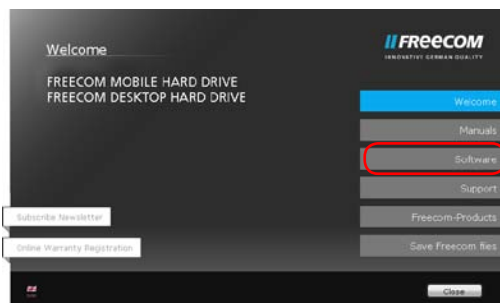 Welcome
FREECOM MOBILE HARD DRIVE
FREECOM DESKTOP HARD DRIVE
FREECOM
INNOVATIVE GERMAN QUALITY
Welcome
Manuals
Software
Support
Freecom-Products
Save Freecom files
Subscribe Newsletter
Online Warranty Registration
Close